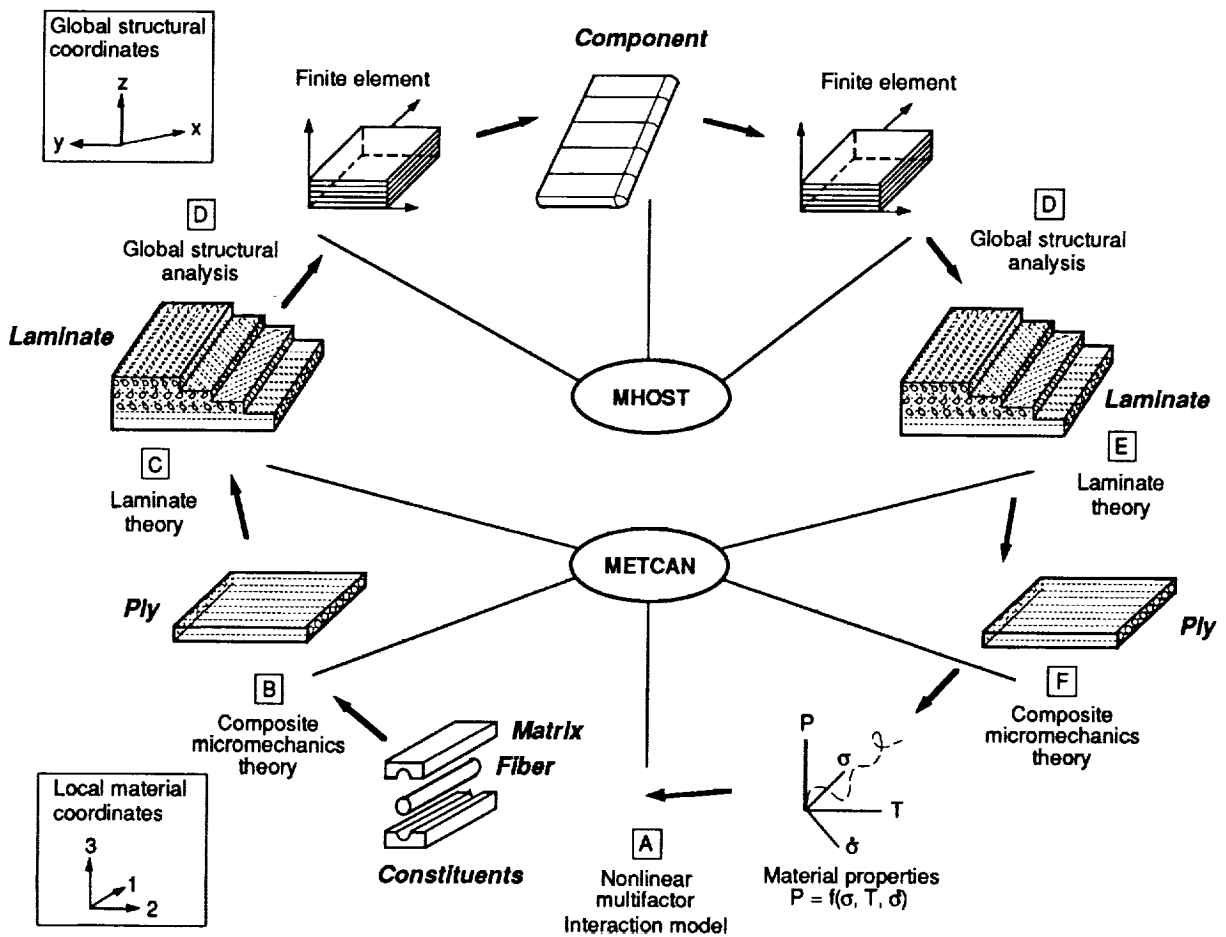 Global structural
coordinates
z
y
x
Component
Finite element
Finite element
D
Global structural
analysis
D
Global structural
analysis
Laminate
MHOST
Laminate
C
Laminate
theory
E
Laminate
theory
METCAN
Ply
Ply
B
Composite
micromechanics
theory
F
Composite
micromechanics
theory
Matrix
Fiber
Constituents
P
σ
T
σ̇
Local material
coordinates
3
1
2
A
Nonlinear
multifactor
Interaction model
Material properties
P = f(σ, T, σ̇)